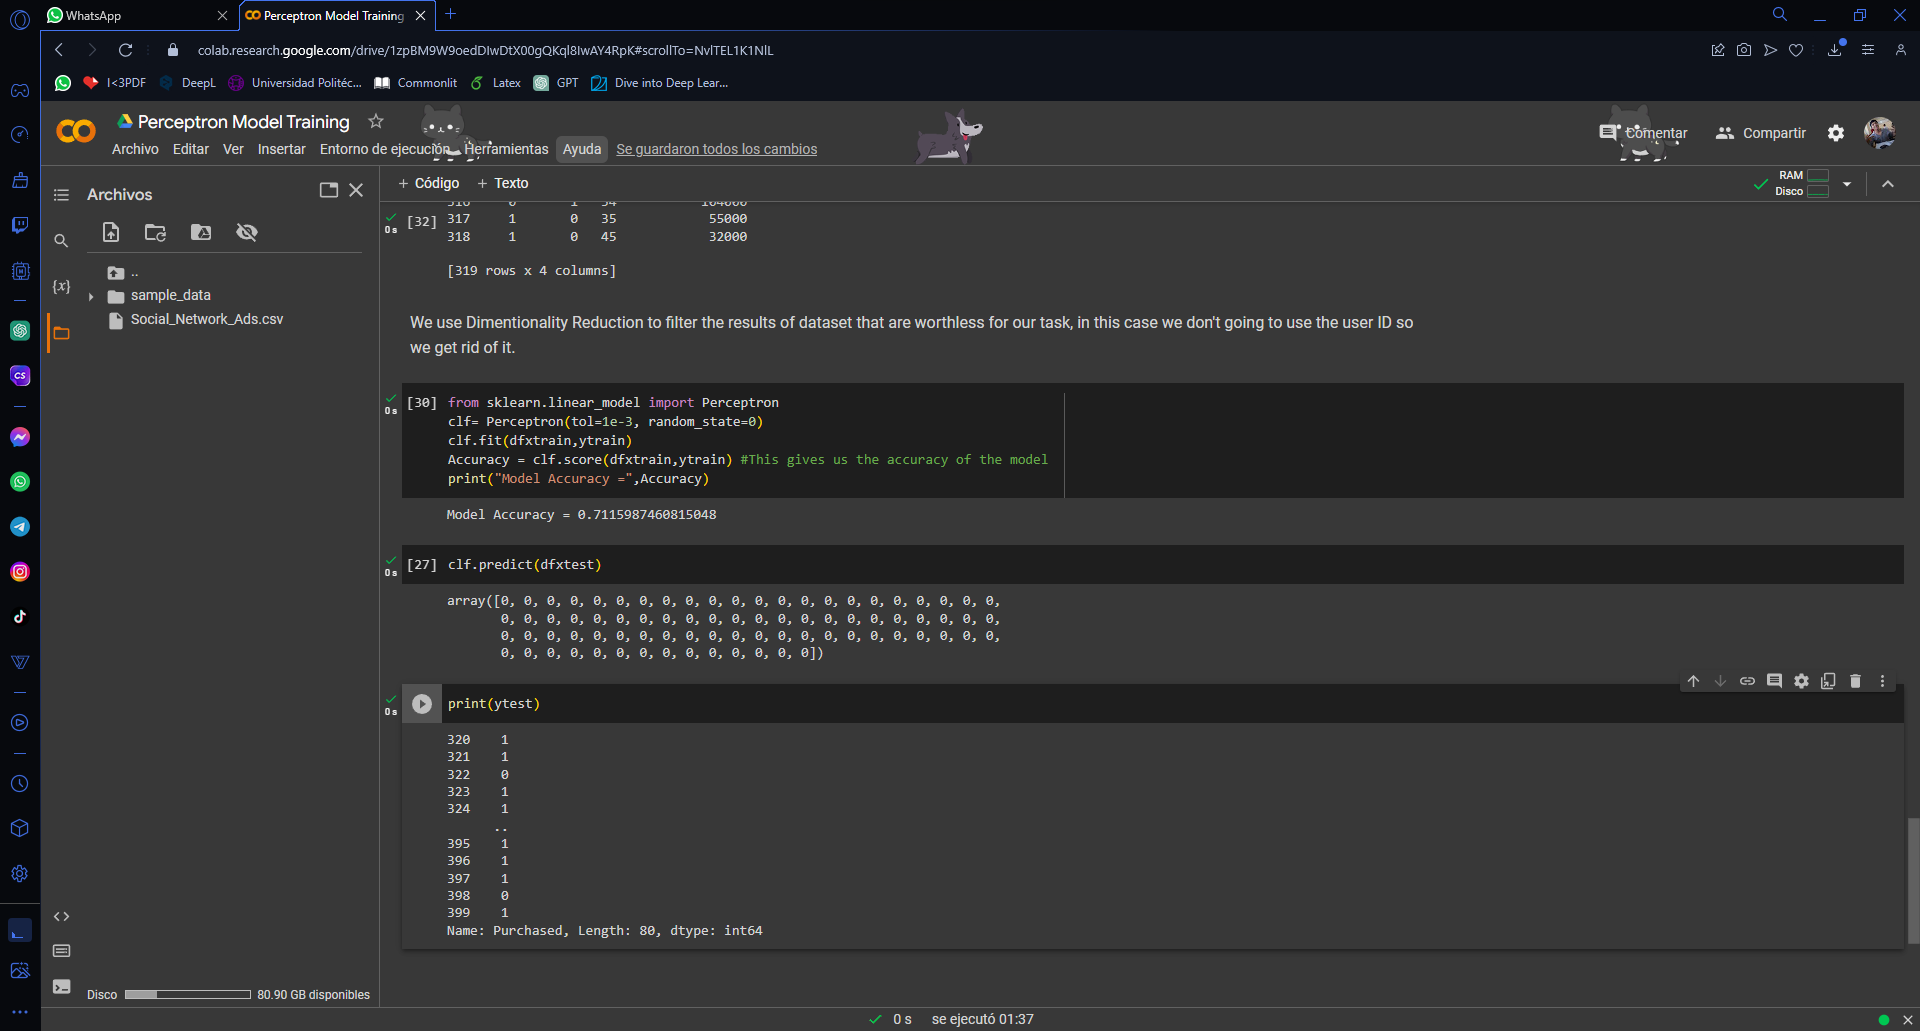 WhatsApp
Perceptron Model Training
colab.research.google.com/drive/1zpBM9W9oedDIwDtX00gQKql8IwAY4RpK#scrollTo=NvlTEL1K1NlL
I<3PDF DeepL Universidad Politéc... Commonlit Latex GPT Dive into Deep Lear...
Perceptron Model Training
Comentar Compartir
Archivo Editar Ver Insertar Entorno de ejecución Herramientas Ayuda Se guardaron todos los cambios
Archivos
+ Código + Texto
RAM
Disco
..
sample_data
Social_Network_Ads.csv
{x}
CS
316 0 1 34 104000
[32] 317 1 0 35 55000
0 s
318 1 0 45 32000
[319 rows x 4 columns]
We use Dimentionality Reduction to filter the results of dataset that are worthless for our task, in this case we don't going to use the user ID so
we get rid of it.
[30] from sklearn.linear_model import Perceptron
0 s
clf= Perceptron(tol=1e-3, random_state=0)
clf.fit(dfxtrain,ytrain)
Accuracy = clf.score(dfxtrain,ytrain) #This gives us the accuracy of the model
print("Model Accuracy =",Accuracy)
Model Accuracy = 0.7115987460815048
[27] clf.predict(dfxtest)
0 s
array([0, 0, 0, 0, 0, 0, 0, 0, 0, 0, 0, 0, 0, 0, 0, 0, 0, 0, 0, 0, 0, 0,
0, 0, 0, 0, 0, 0, 0, 0, 0, 0, 0, 0, 0, 0, 0, 0, 0, 0, 0, 0, 0, 0,
0, 0, 0, 0, 0, 0, 0, 0, 0, 0, 0, 0, 0, 0, 0, 0, 0, 0, 0, 0, 0, 0,
0, 0, 0, 0, 0, 0, 0, 0, 0, 0, 0, 0, 0, 0])
print(ytest)
0 s
320 1
321 1
322 0
323 1
324 1
..
395 1
396 1
397 1
398 0
399 1
Name: Purchased, Length: 80, dtype: int64
Disco 80.90 GB disponibles
0 s se ejecutó 01:37